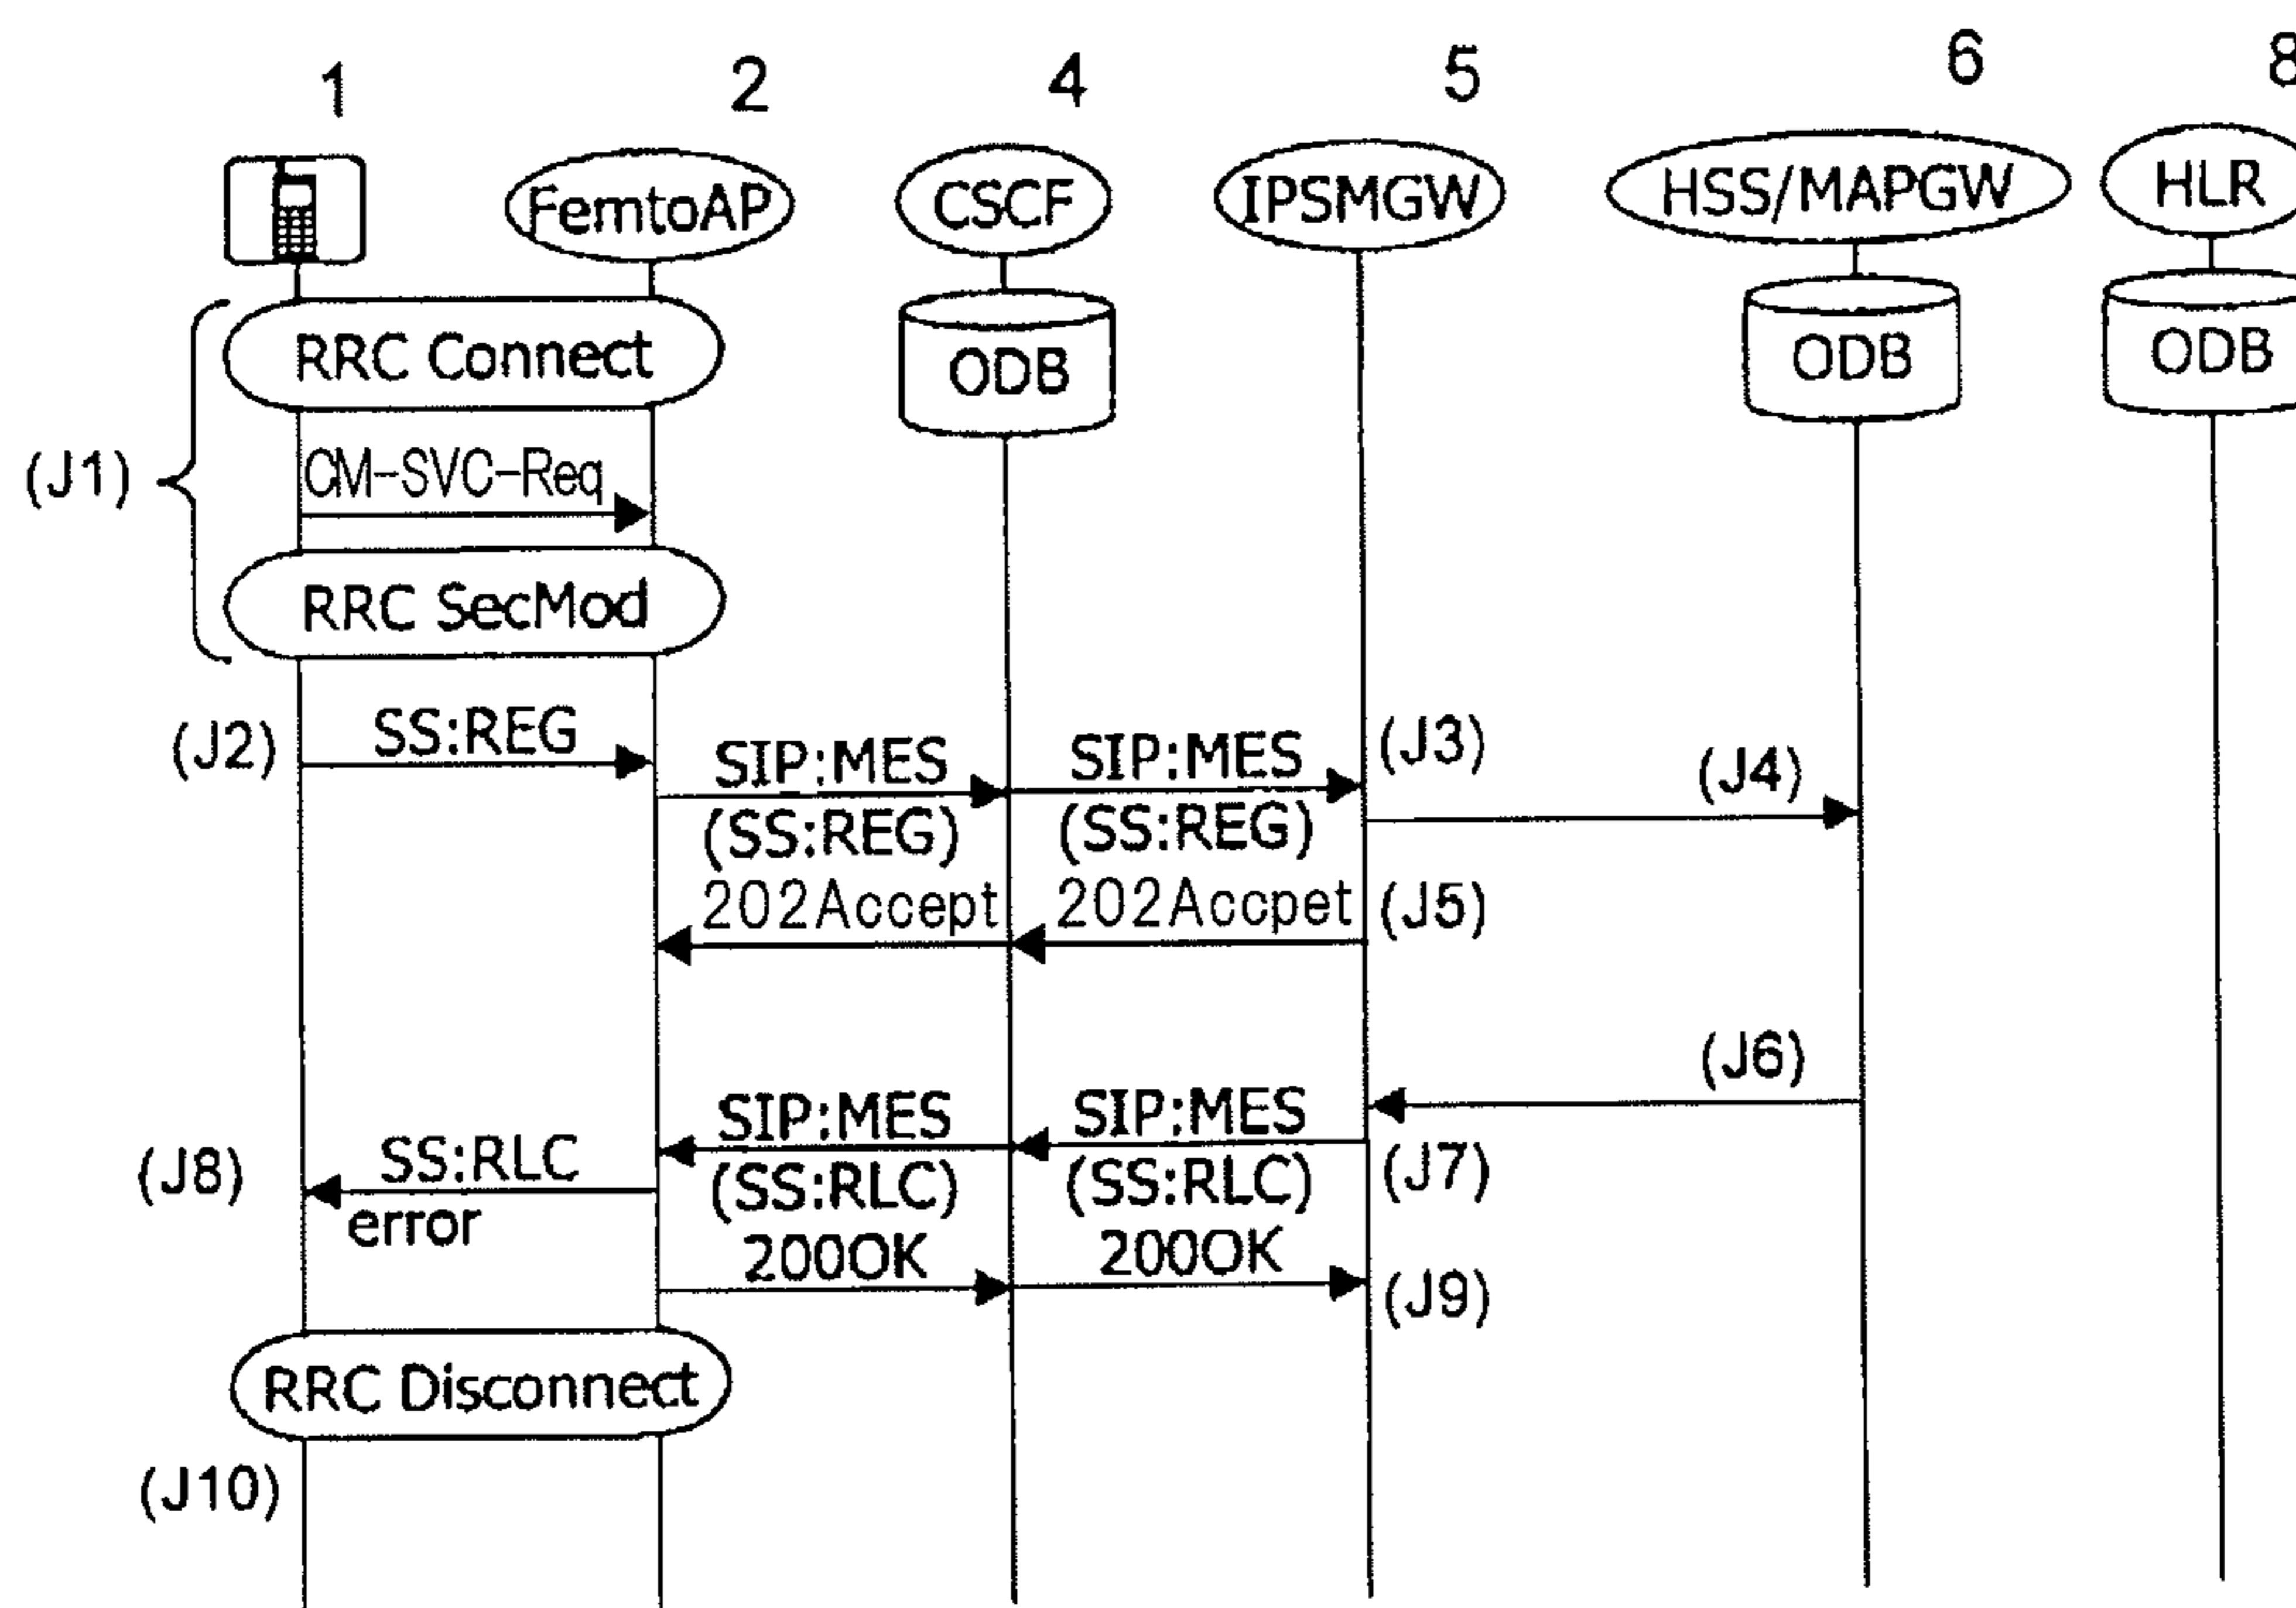 1 2 4 5 6 8
FemtoAP CSCF IPSMGW HSS/MAPGW HLR
RRC Connect
ODB ODB ODB
(J1)
CM-SVC-Req
RRC SecMod
(J2) SS:REG
SIP:MES SIP:MES (J3)
(J4)
(SS:REG) (SS:REG)
202Accept 202Accpet (J5)
(J6)
SIP:MES SIP:MES
(J8) SS:RLC
(SS:RLC) (SS:RLC) (J7)
error
200OK 200OK
(J9)
RRC Disconnect
(J10)